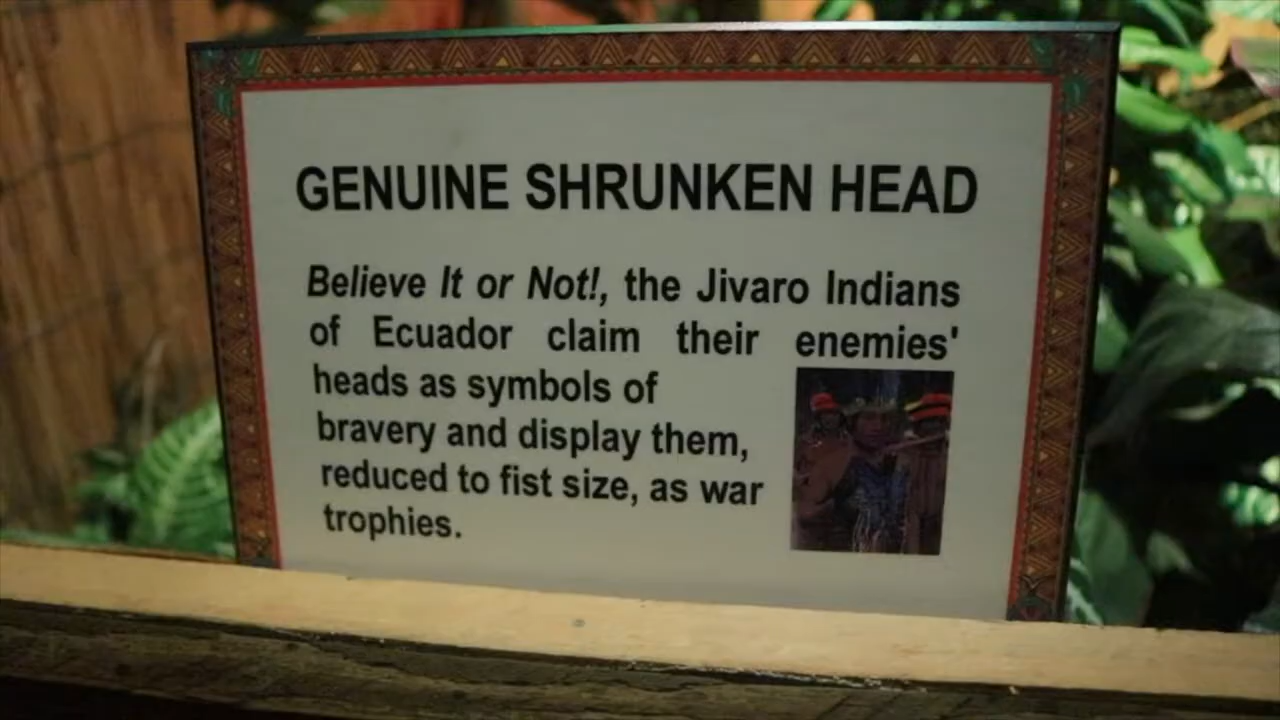 GENUINE SHRUNKEN HEAD
Believe It or Not!, the Jivaro Indians
of Ecuador claim their enemies'
heads as symbols of
bravery and display them,
reduced to fist size, as war
trophies.